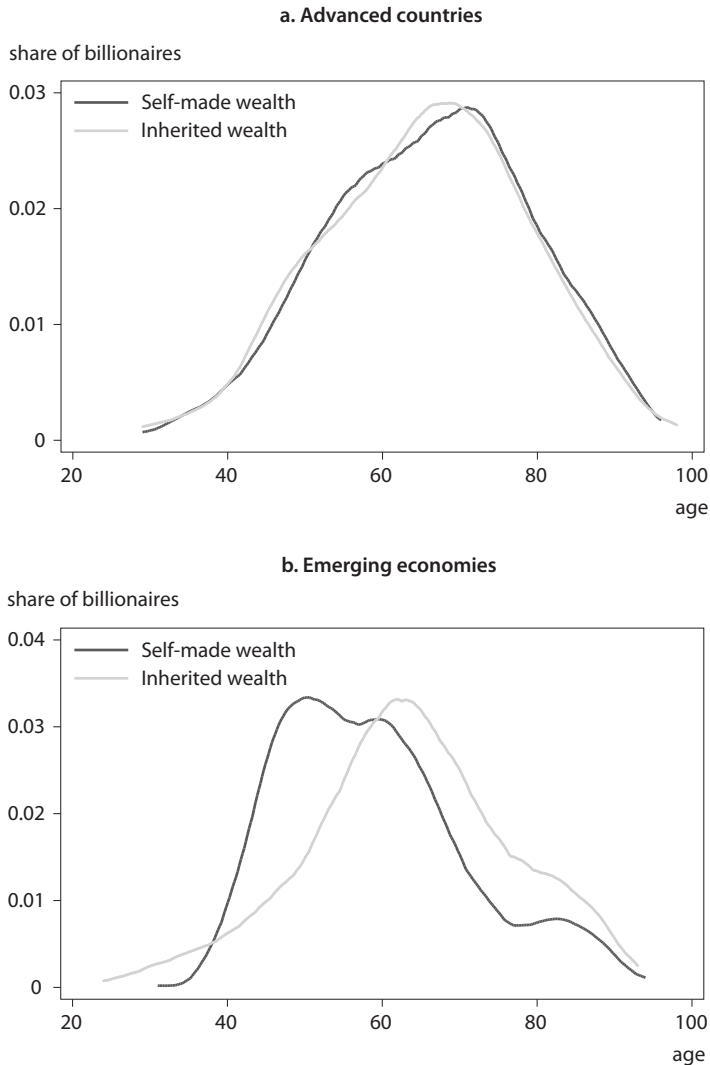 a. Advanced countries
share of billionaires
0.03
Self-made wealth
Inherited wealth
0.02
0.01
0
20 40 60 80 100
age
b. Emerging economies
share of billionaires
0.04
Self-made wealth
Inherited wealth
0.03
0.02
0.01
0
20 40 60 80 100
age